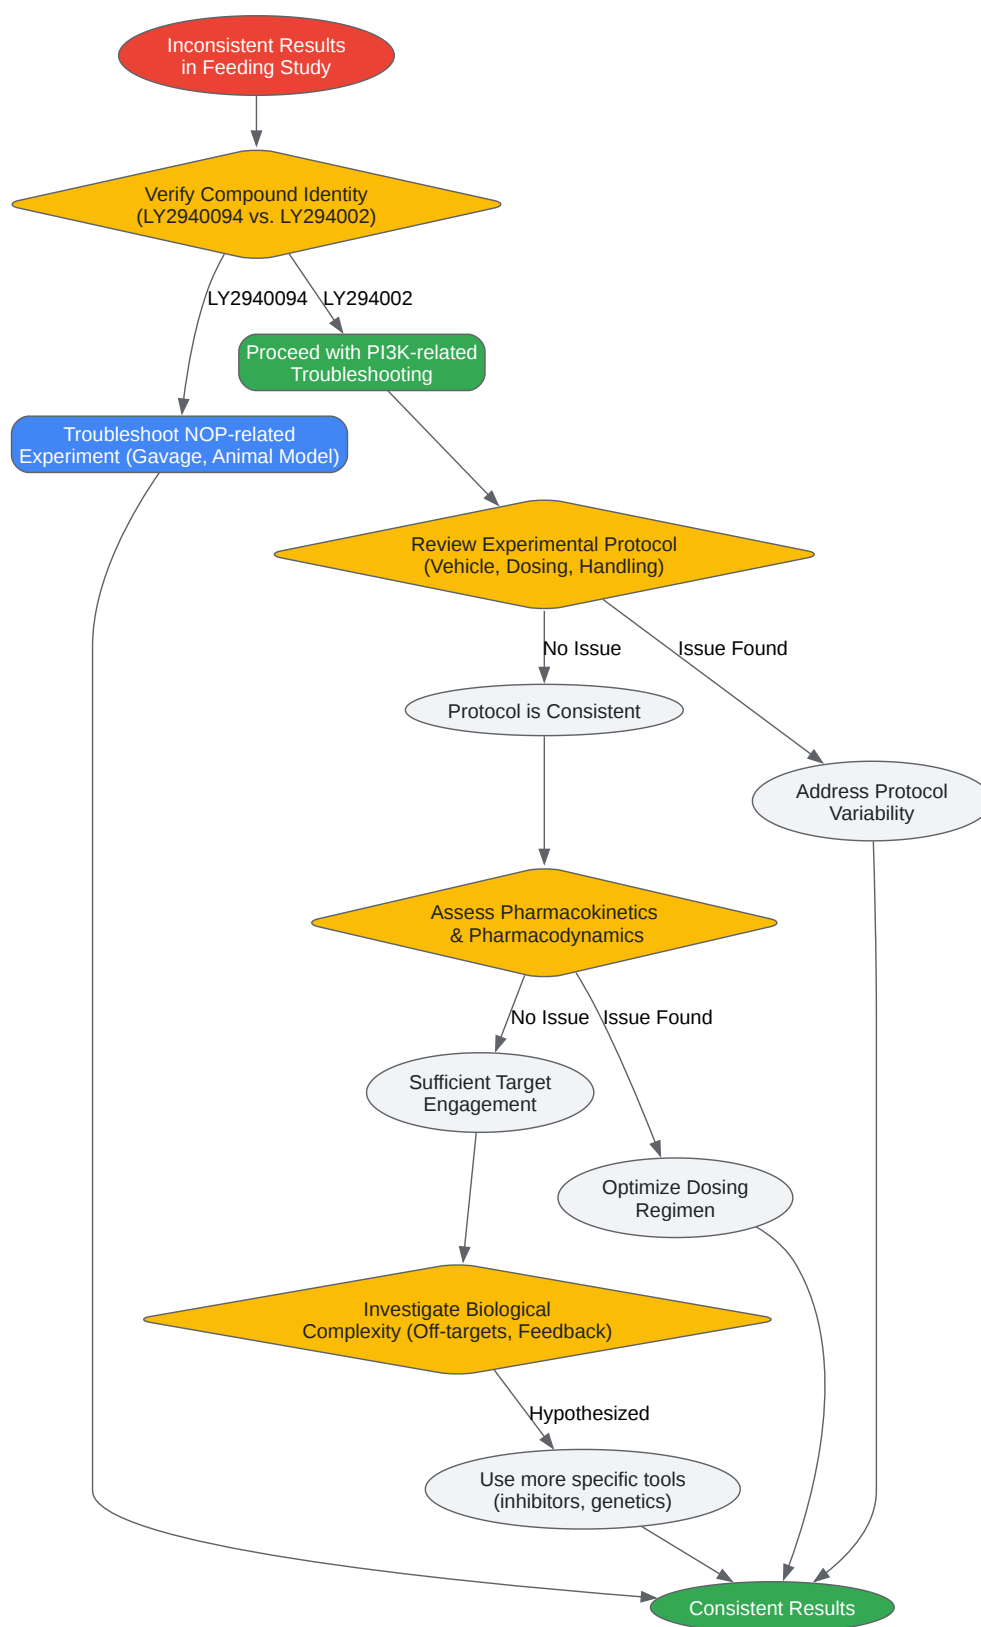 Inconsistent Results
in Feeding Study
Verify Compound Identity
(LY2940094 vs. LY294002)
LY2940094
LY294002
Proceed with PI3K-related
Troubleshooting
Troubleshoot NOP-related
Experiment (Gavage, Animal Model)
Review Experimental Protocol
(Vehicle, Dosing, Handling)
No Issue
Issue Found
Protocol is Consistent
Address Protocol
Variability
Assess Pharmacokinetics
& Pharmacodynamics
No Issue
Issue Found
Sufficient Target
Engagement
Optimize Dosing
Regimen
Investigate Biological
Complexity (Off-targets, Feedback)
Hypothesized
Use more specific tools
(inhibitors, genetics)
Consistent Results